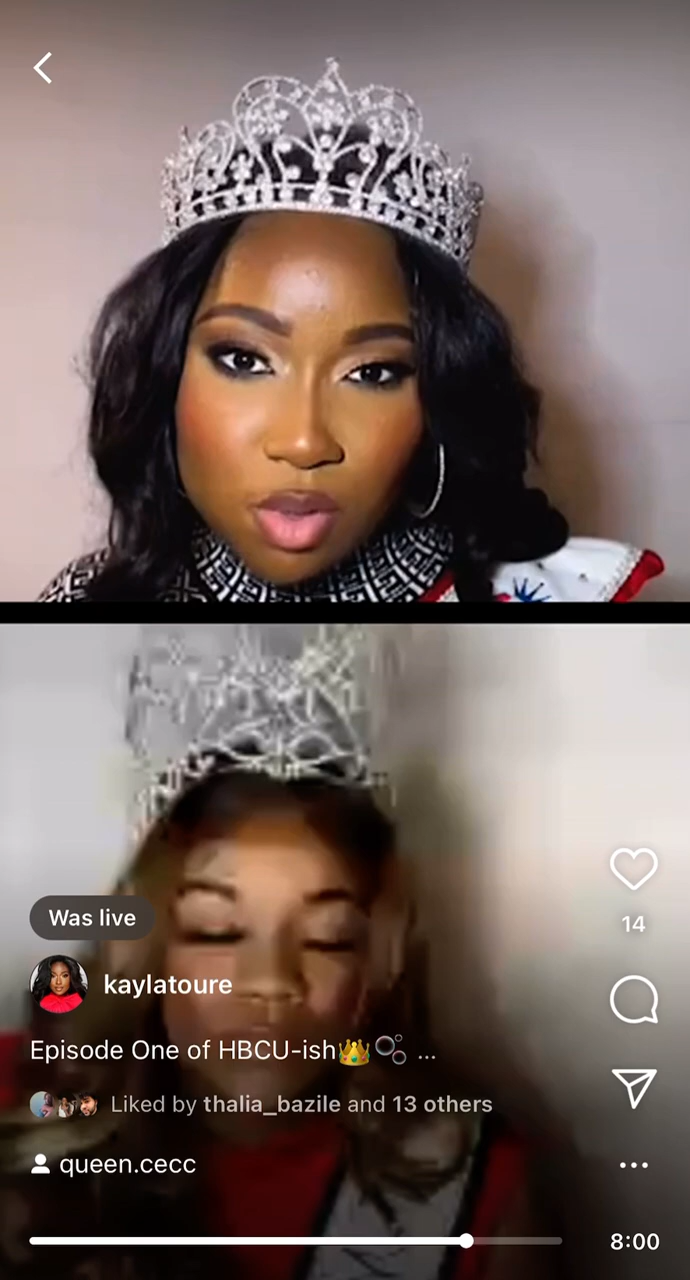 Was live
kaylatoure
Episode One of HBCU-ish👑🫧 ...
Liked by thalia_bazile and 13 others
queen.cecc
14
8:00